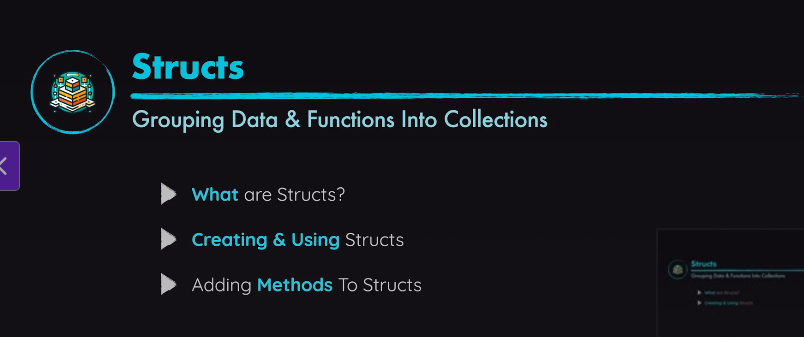 Structs
Grouping Data & Functions Into Collections
What are Structs?
Creating & Using Structs
Adding Methods To Structs
Structs
Grouping Data & Functions Into Collections
What are Structs?
Creating & Using Structs